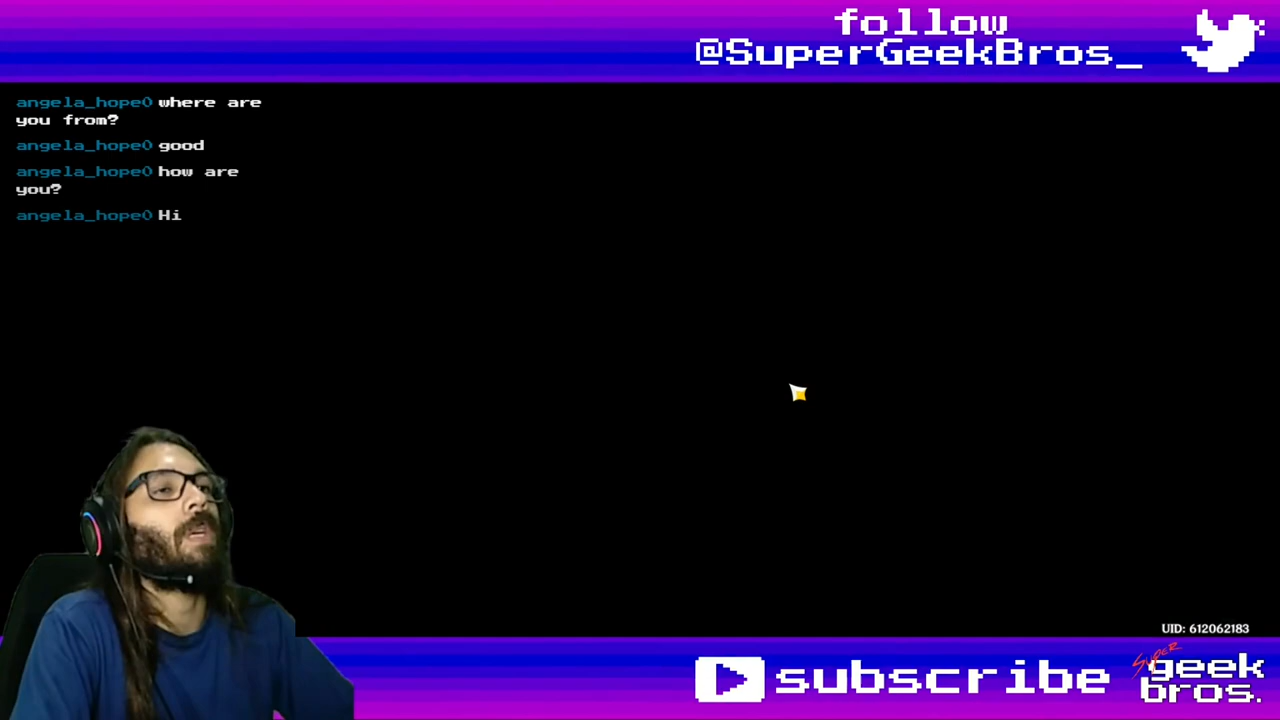 follow
@SuperGeekBros_
angela_hope0 where are
you from?
angela_hope0 good
angela_hope0 how are
you?
angela_hope0 Hi
UID: 612062183
subscribe
SUPER
geek
bros.